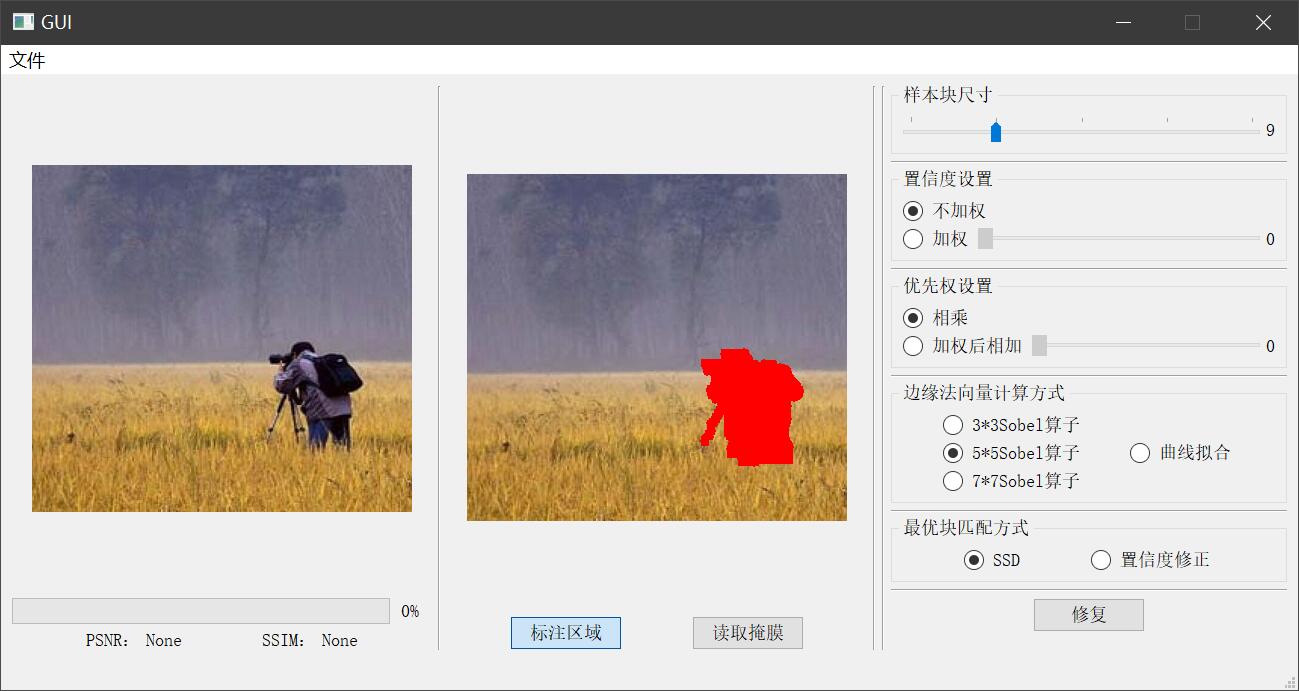 GUI
文件
0%
PSNR: None
SSIM: None
标注区域
读取掩膜
样本块尺寸
9
置信度设置
不加权
加权
0
优先权设置
相乘
加权后相加
0
边缘法向量计算方式
3*3Sobel算子
5*5Sobel算子
曲线拟合
7*7Sobel算子
最优块匹配方式
SSD
置信度修正
修复